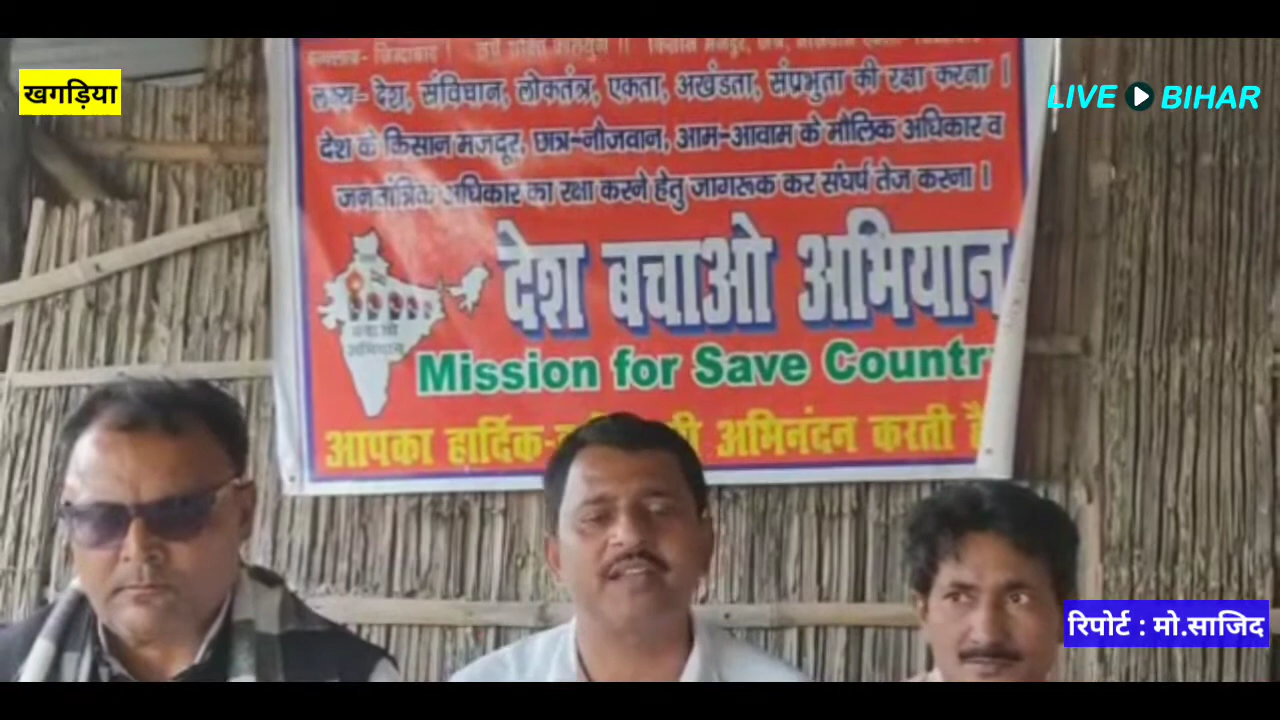 खगड़िया
LIVE BIHAR
लक्ष्य- देश, संविधान, लोकतंत्र, एकता, अखंडता, संप्रभुता की रक्षा करना ।
देश के किसान मजदूर, छात्र-नौजवान, आम-आवाम के मौलिक अधिकार व
जनतांत्रिक अधिकार का रक्षा करने हेतु जागरूक कर संघर्ष तेज करना ।
देश बचाओ अभियान
Mission for Save Countr
आपका हार्दिक- अभिनंदन करती है
रिपोर्ट : मो.साजिद